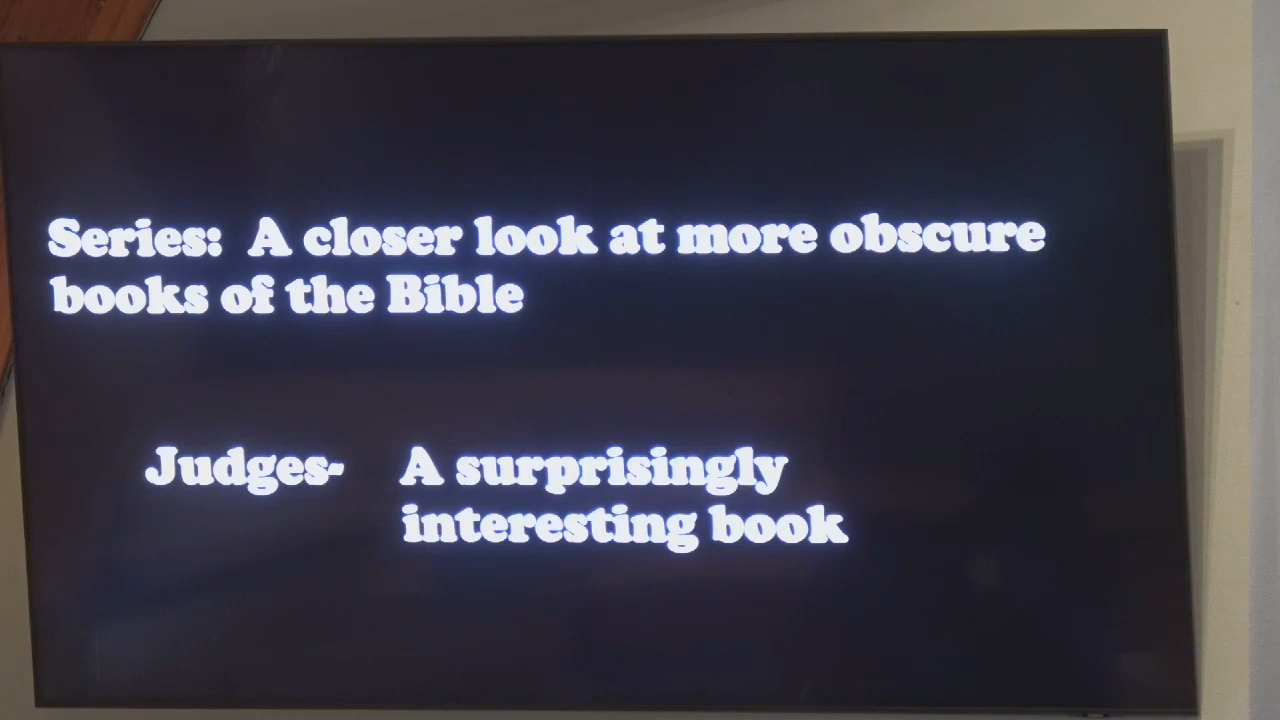 Series: A closer look at more obscure
books of the Bible
Judges- A surprisingly
interesting book